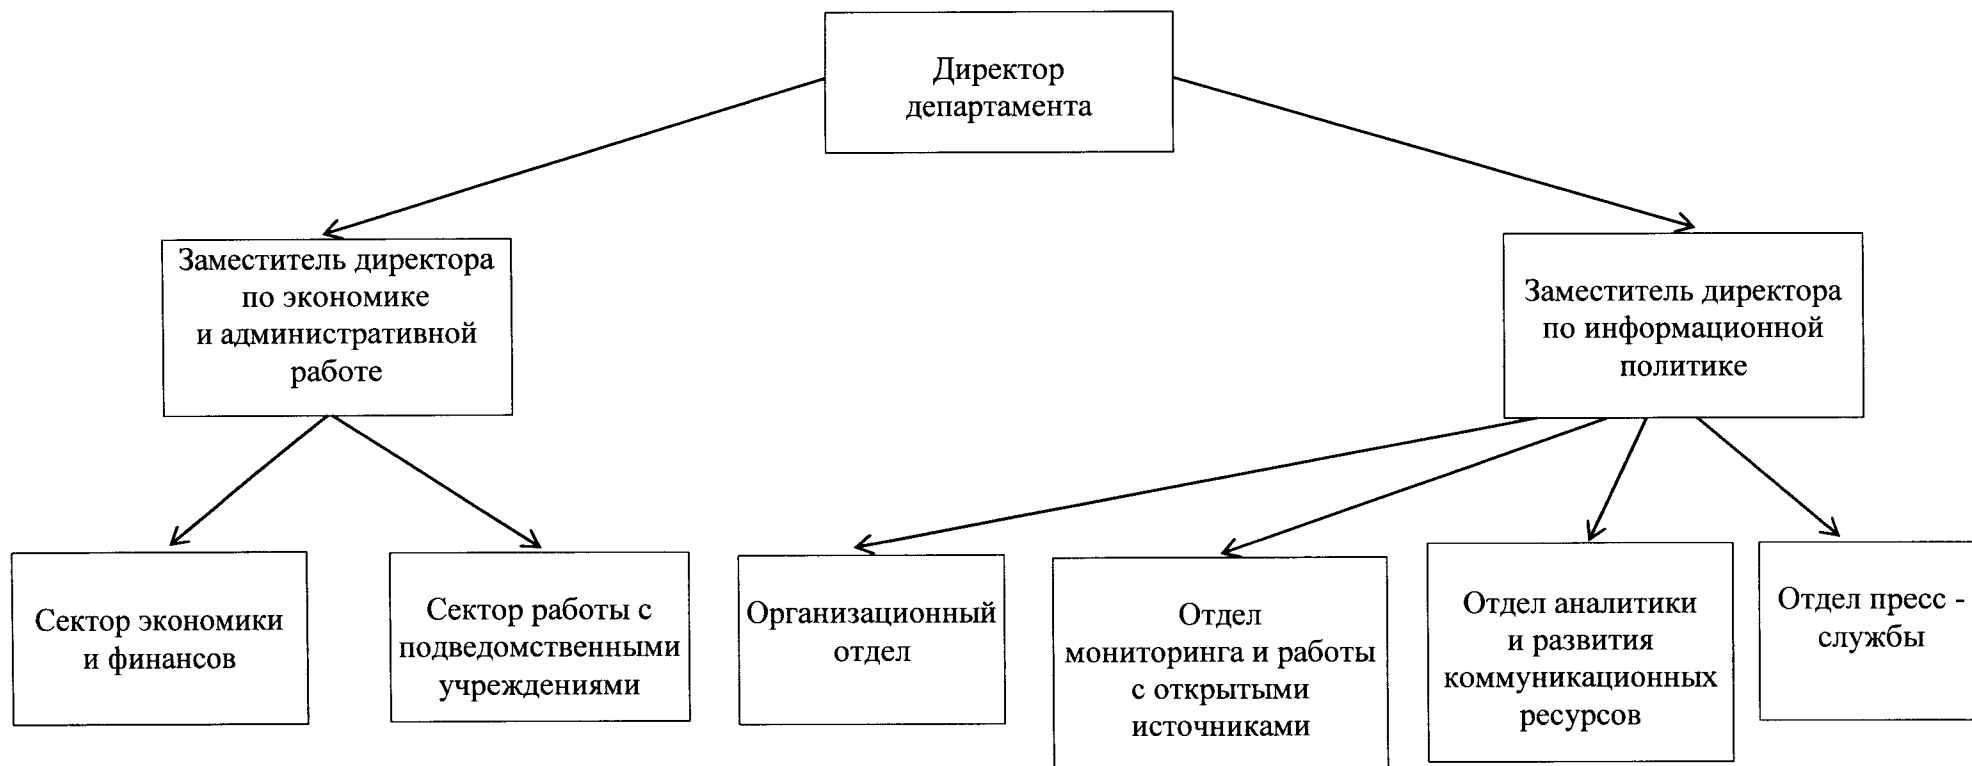 Директор
департамента
Заместитель директора
по экономике
и административной
работе
Заместитель директора
по информационной
политике
Сектор экономики
и финансов
Сектор работы с
подведомственными
учреждениями
Организационный
отдел
Отдел
мониторинга и работы
с открытыми
источниками
Отдел аналитики
и развития
коммуникационных
ресурсов
Отдел пресс -
службы